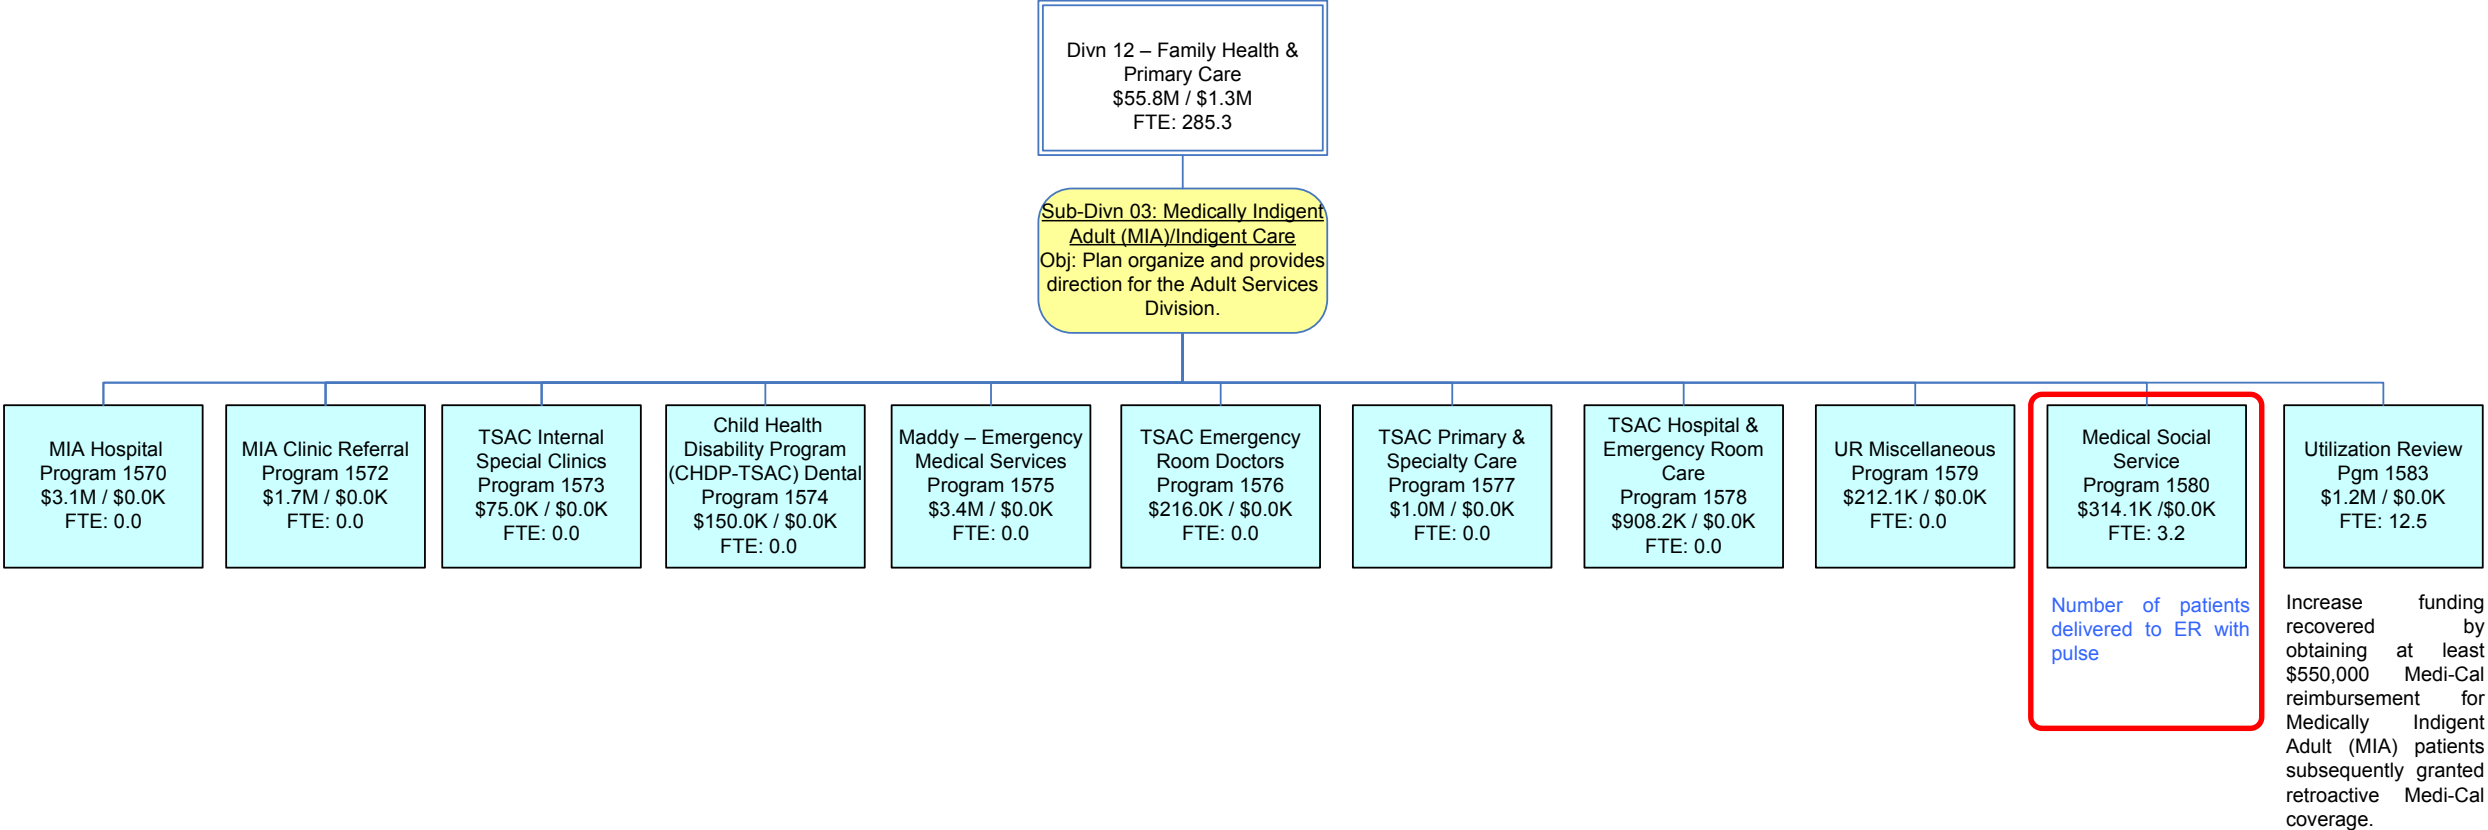 Divn 12 – Family Health &
Primary Care
$55.8M / $1.3M
FTE: 285.3
Sub-Divn 03: Medically Indigent
Adult (MIA)/Indigent Care
Obj: Plan organize and provides
direction for the Adult Services
Division.
MIA Hospital
Program 1570
$3.1M / $0.0K
FTE: 0.0
MIA Clinic Referral
Program 1572
$1.7M / $0.0K
FTE: 0.0
TSAC Internal
Special Clinics
Program 1573
$75.0K / $0.0K
FTE: 0.0
Child Health
Disability Program
(CHDP-TSAC) Dental
Program 1574
$150.0K / $0.0K
FTE: 0.0
Maddy – Emergency
Medical Services
Program 1575
$3.4M / $0.0K
FTE: 0.0
TSAC Emergency
Room Doctors
Program 1576
$216.0K / $0.0K
FTE: 0.0
TSAC Primary &
Specialty Care
Program 1577
$1.0M / $0.0K
FTE: 0.0
TSAC Hospital &
Emergency Room
Care
Program 1578
$908.2K / $0.0K
FTE: 0.0
UR Miscellaneous
Program 1579
$212.1K / $0.0K
FTE: 0.0
Medical Social
Service
Program 1580
$314.1K /$0.0K
FTE: 3.2
Number of patients
delivered to ER with
pulse
Utilization Review
Pgm 1583
$1.2M / $0.0K
FTE: 12.5
Increase funding
recovered by
obtaining at least
$550,000 Medi-Cal
reimbursement for
Medically Indigent
Adult (MIA) patients
subsequently granted
retroactive Medi-Cal
coverage.